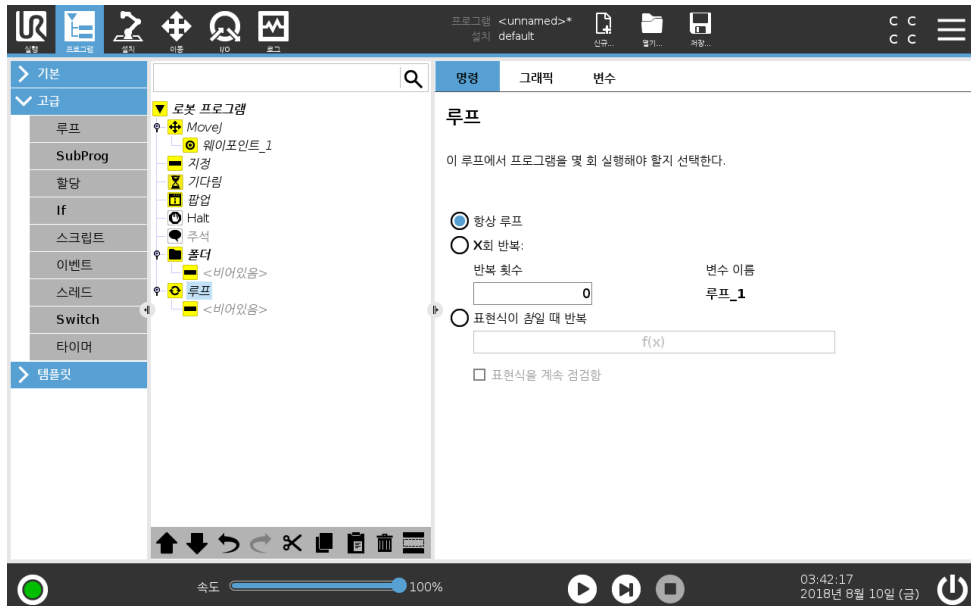 UR
실행
프로그램
설치
이동
I/O
로그
프로그램 <unnamed>*
설치 default
신규...
열기...
저장...
C C
C C
기본
고급
루프
SubProg
할당
If
스크립트
이벤트
스레드
Switch
타이머
템플릿
로봇 프로그램
MoveJ
웨이포인트_1
지정
기다림
팝업
Halt
주석
폴더
<비어있음>
루프
<비어있음>
명령 그래픽 변수
루프
이 루프에서 프로그램을 몇 회 실행해야 할지 선택한다.
항상 루프
X회 반복:
반복 횟수 변수 이름
0 루프_1
표현식이 참일 때 반복
f(x)
표현식을 계속 점검함
속도 100%
03:42:17
2018년 8월 10일 (금)